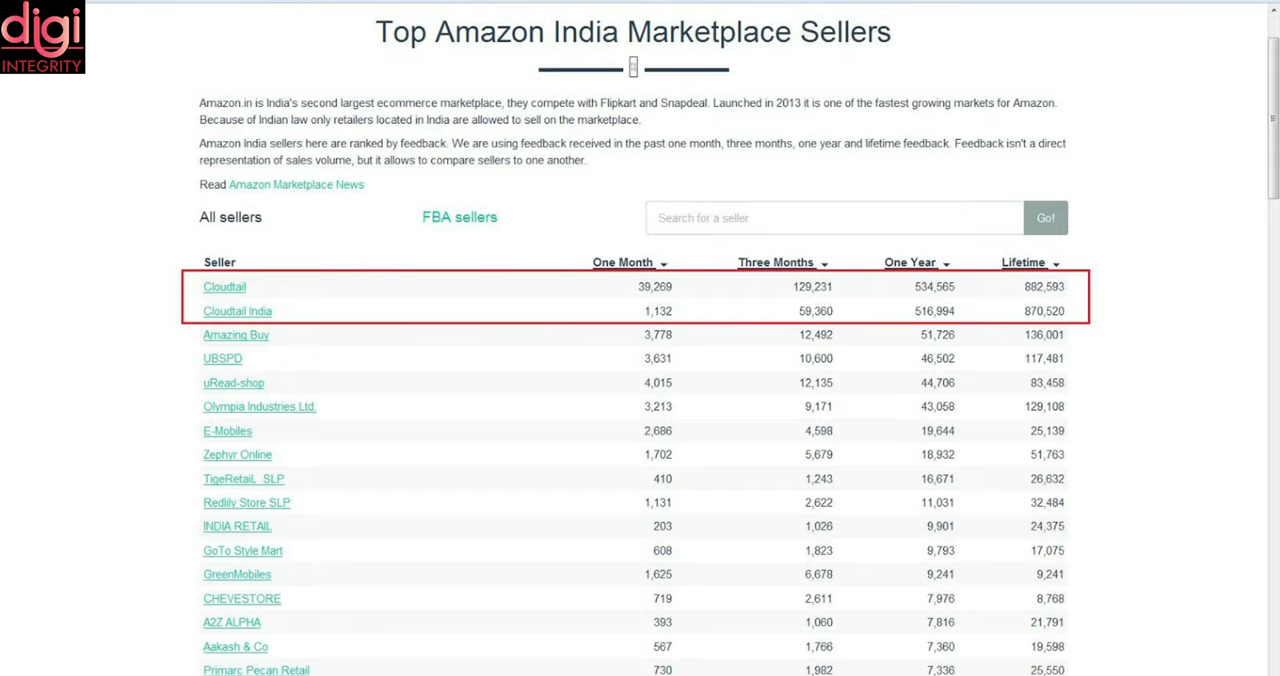 digi
INTEGRITY
Top Amazon India Marketplace Sellers
Amazon.in is India's second largest ecommerce marketplace, they compete with Flipkart and Snapdeal. Launched in 2013 it is one of the fastest growing markets for Amazon.
Because of Indian law only retailers located in India are allowed to sell on the marketplace.
Amazon India sellers here are ranked by feedback. We are using feedback received in the past one month, three months, one year and lifetime feedback. Feedback isn't a direct
representation of sales volume, but it allows to compare sellers to one another.
Read Amazon Marketplace News
All sellers FBA sellers Search for a seller Go!
Seller One Month Three Months One Year Lifetime
Cloudtail 39,269 129,231 534,565 882,593
Cloudtail India 1,132 59,360 516,994 870,520
Amazing Buy 3,778 12,492 51,726 136,001
UBSPD 3,631 10,600 46,502 117,481
uRead-shop 4,015 12,135 44,706 83,458
Olympia Industries Ltd. 3,213 9,171 43,058 129,108
E-Mobiles 2,686 4,598 19,644 25,139
Zephyr Online 1,702 5,679 18,932 51,763
TigeRetaiL_SLP 410 1,243 16,671 26,632
Redlily Store SLP 1,131 2,622 11,031 32,484
INDIA RETAIL 203 1,026 9,901 24,375
GoTo Style Mart 608 1,823 9,793 17,075
GreenMobiles 1,625 6,678 9,241 9,241
CHEVESTORE 719 2,611 7,976 8,768
A2Z ALPHA 393 1,060 7,816 21,791
Aakash & Co 567 1,766 7,360 19,598
Primarc Pecan Retail 730 1,982 7,336 25,550